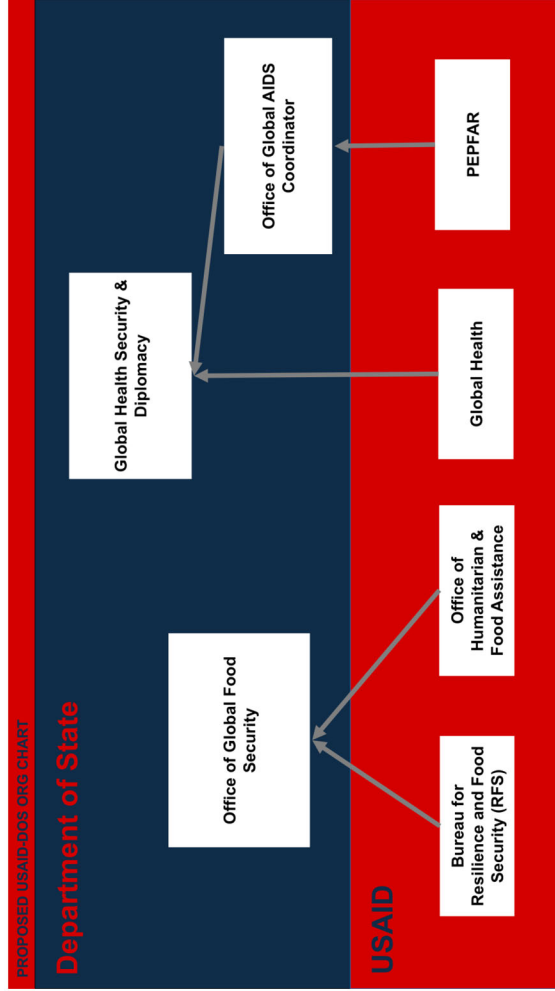 PROPOSED USAID-DOS ORG CHART
Department of State
Global Health Security &
Diplomacy
Office of Global Food
Security
Office of Global AIDS
Coordinator
USAID
Bureau for
Resilience and Food
Security (RFS)
Office of
Humanitarian &
Food Assistance
Global Health
PEPFAR